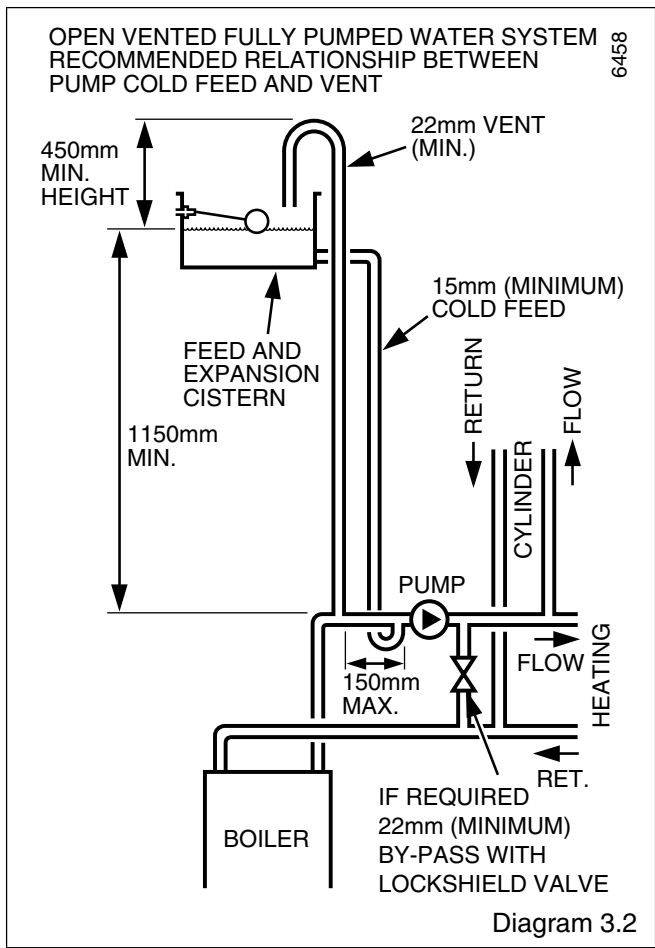 OPEN VENTED FULLY PUMPED WATER SYSTEM
RECOMMENDED RELATIONSHIP BETWEEN
PUMP COLD FEED AND VENT
6458
450mm
MIN.
HEIGHT
22mm VENT
(MIN.)
15mm (MINIMUM)
COLD FEED
FEED AND
EXPANSION
CISTERN
1150mm
MIN.
RETURN
CYLINDER
FLOW
PUMP
FLOW
HEATING
150mm
MAX.
RET.
BOILER
IF REQUIRED
22mm (MINIMUM)
BY-PASS WITH
LOCKSHIELD VALVE
Diagram 3.2